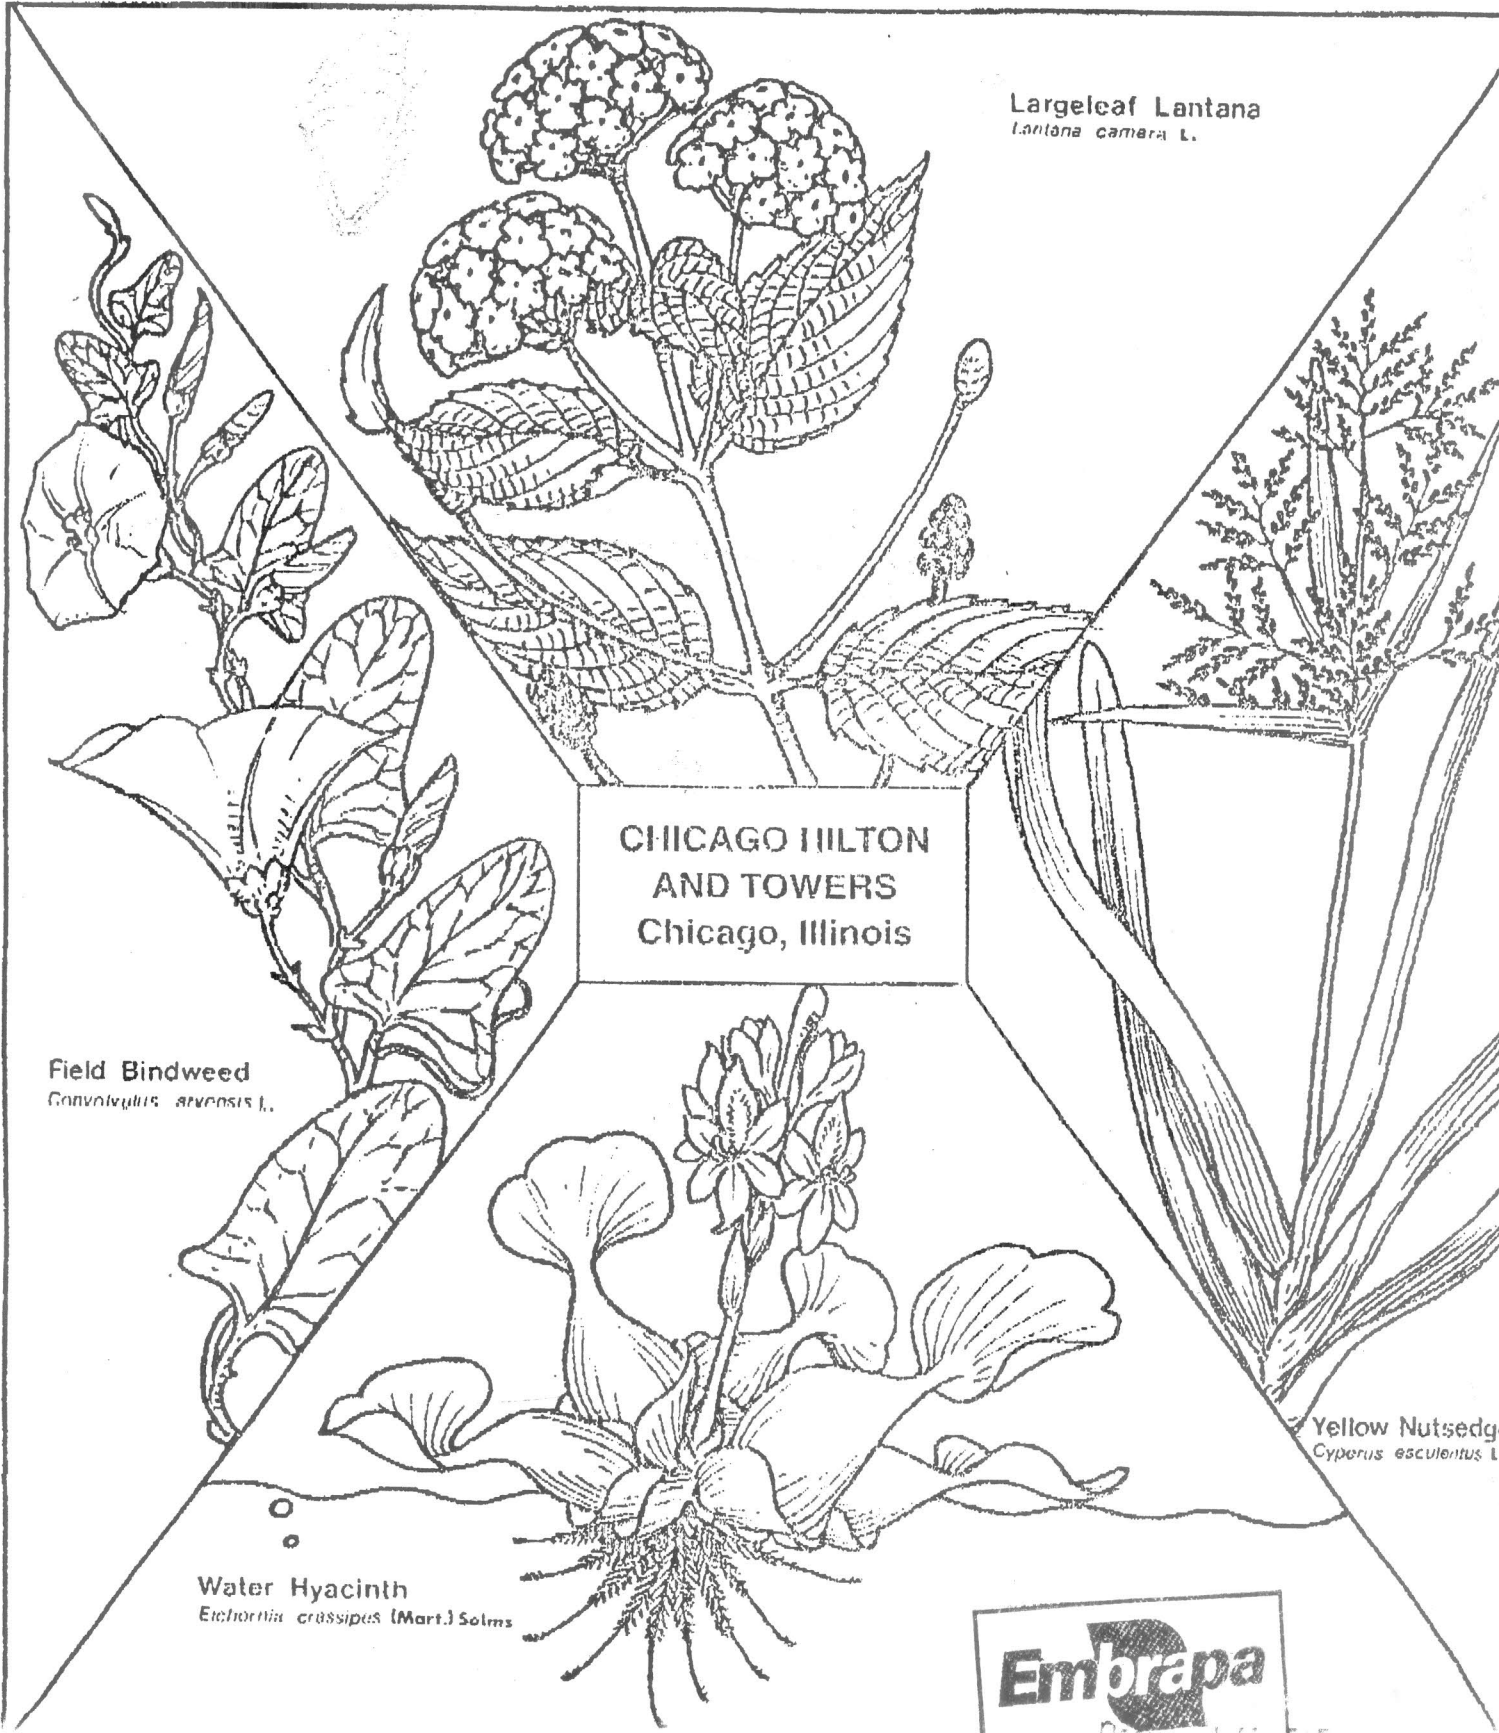 Largeleaf Lantana
Lantana camara L.
CHICAGO HILTON
AND TOWERS
Chicago, Illinois
Field Bindweed
Convolvulus arvensis L.
Yellow Nutsedg
Cyperus esculentus L
Water Hyacinth
Eichornia crassipes (Mart.) Solms
Embrapa